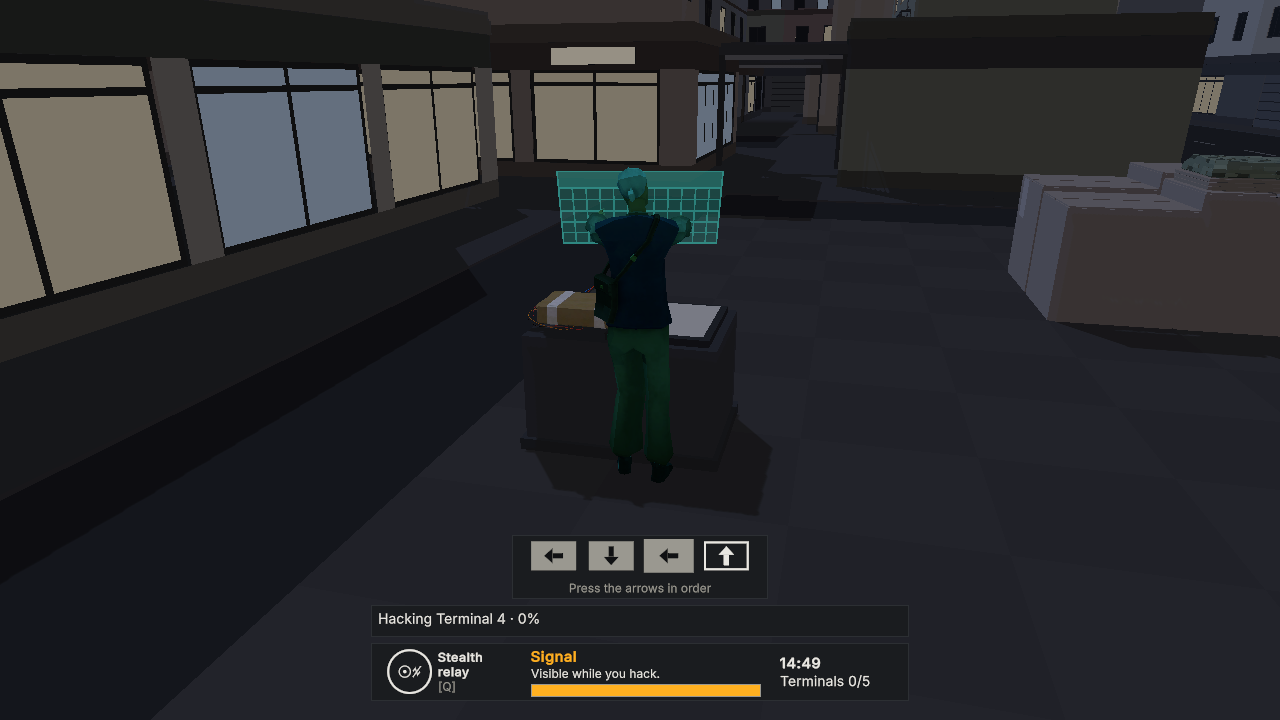 Press the arrows in order
Hacking Terminal 4 · 0%
Stealth
relay
[Q]
Signal
Visible while you hack.
14:49
Terminals 0/5